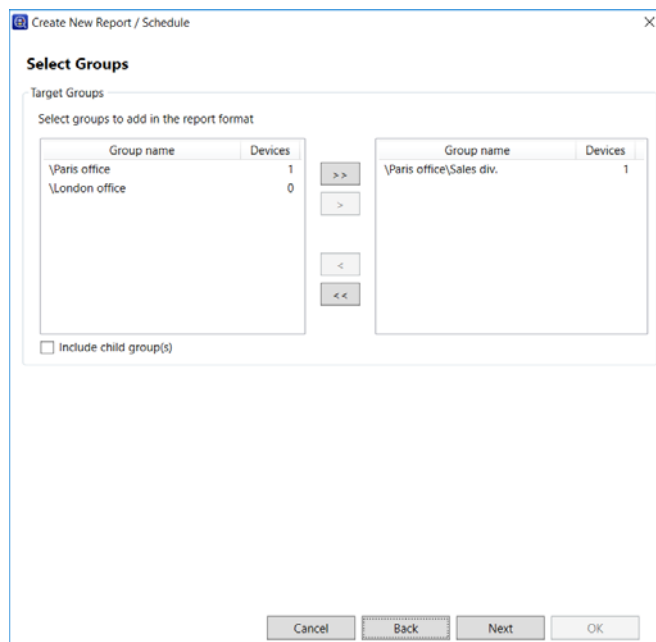 Create New Report / Schedule
Select Groups
Target Groups
Select groups to add in the report format
Group name Devices
\Paris office 1
\London office 0
>>
>
<
<<
Group name Devices
\Paris office\Sales div. 1
Include child group(s)
Cancel Back Next OK